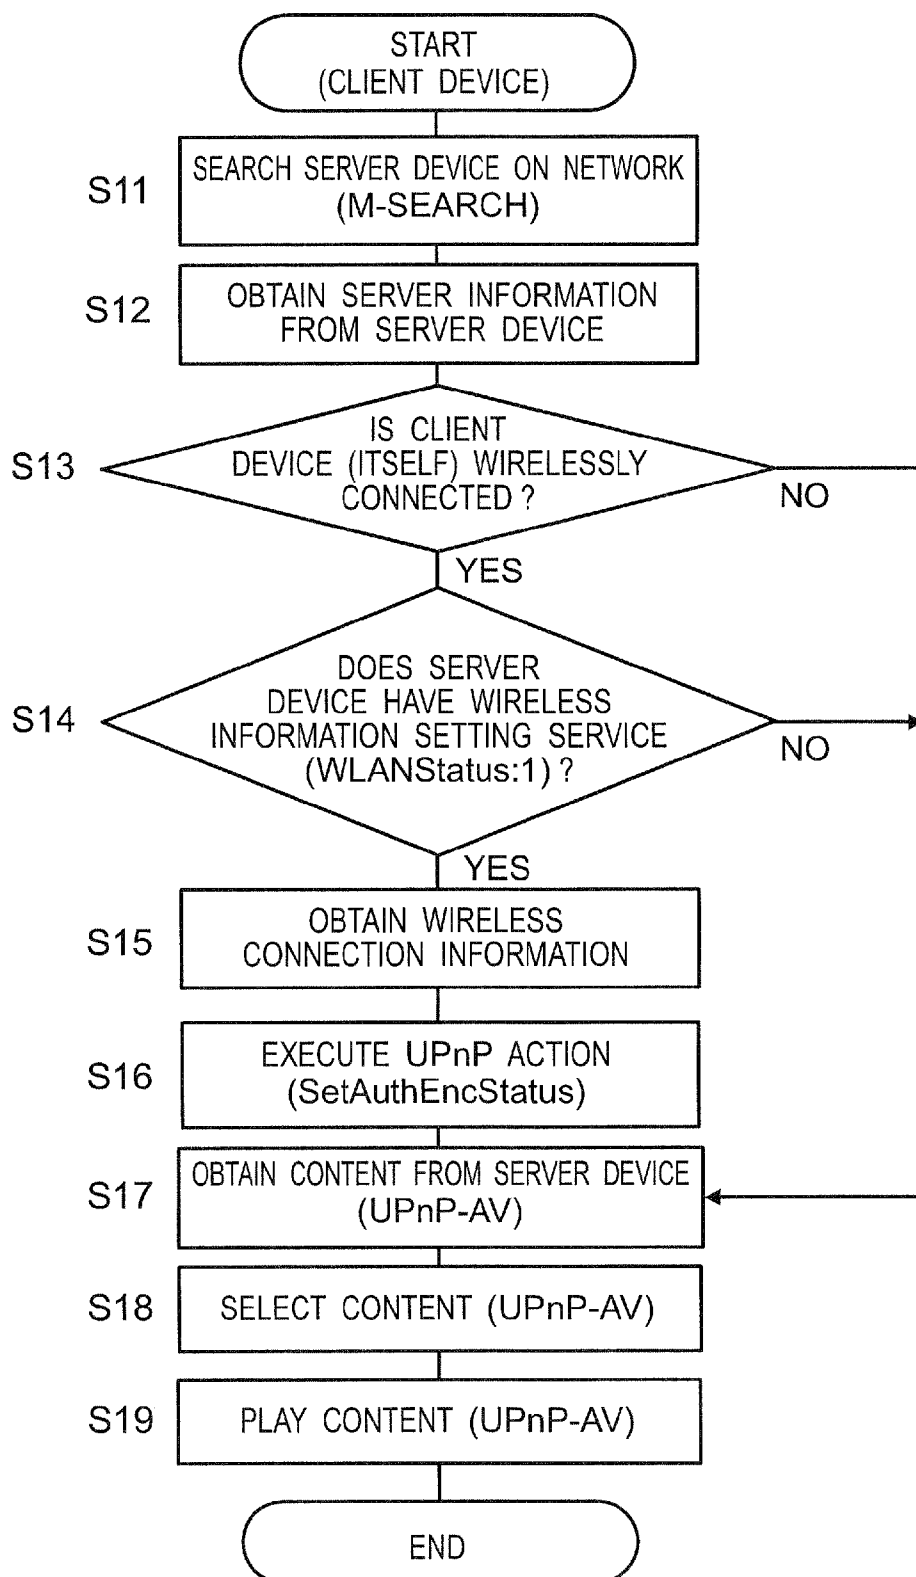 START
(CLIENT DEVICE)
S11
SEARCH SERVER DEVICE ON NETWORK
(M-SEARCH)
S12
OBTAIN SERVER INFORMATION
FROM SERVER DEVICE
S13
IS CLIENT
DEVICE (ITSELF) WIRELESSLY
CONNECTED ?
NO
YES
S14
DOES SERVER
DEVICE HAVE WIRELESS
INFORMATION SETTING SERVICE
(WLANStatus:1) ?
NO
YES
S15
OBTAIN WIRELESS
CONNECTION INFORMATION
S16
EXECUTE UPnP ACTION
(SetAuthEncStatus)
S17
OBTAIN CONTENT FROM SERVER DEVICE
(UPnP-AV)
S18
SELECT CONTENT (UPnP-AV)
S19
PLAY CONTENT (UPnP-AV)
END